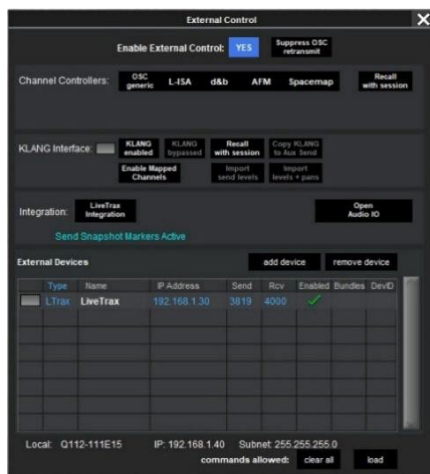 External Control
Enable External Control: YES Suppress OSC retransmit
Channel Controllers: OSC generic L-ISA d&b AFM Spacemap Recall with session
KLANG Interface: KLANG enabled KLANG bypassed Recall with session Copy KLANG to Aux Send
Enable Mapped Channels Import send levels Import levels + pans
Integration: LiveTrax Integration Open Audio IO
Send Snapshot Markers Active
External Devices add device remove device
Type Name IP Address Send Rcv Enabled Bundles DevID
LTrax LiveTrax 192.168.1.30 3819 4000
Local: Q112-111E15 IP: 192.168.1.40 Subnet: 255.255.255.0
commands allowed: clear all load